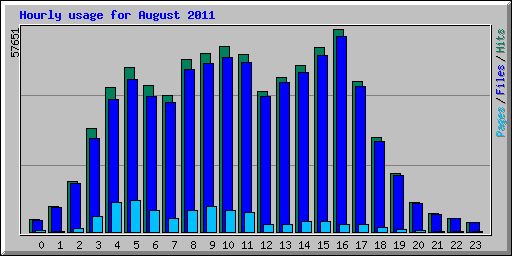 Hourly usage for August 2011
57651
Pages/Files/Hits
0 1 2 3 4 5 6 7 8 9 10 11 12 13 14 15 16 17 18 19 20 21 22 23